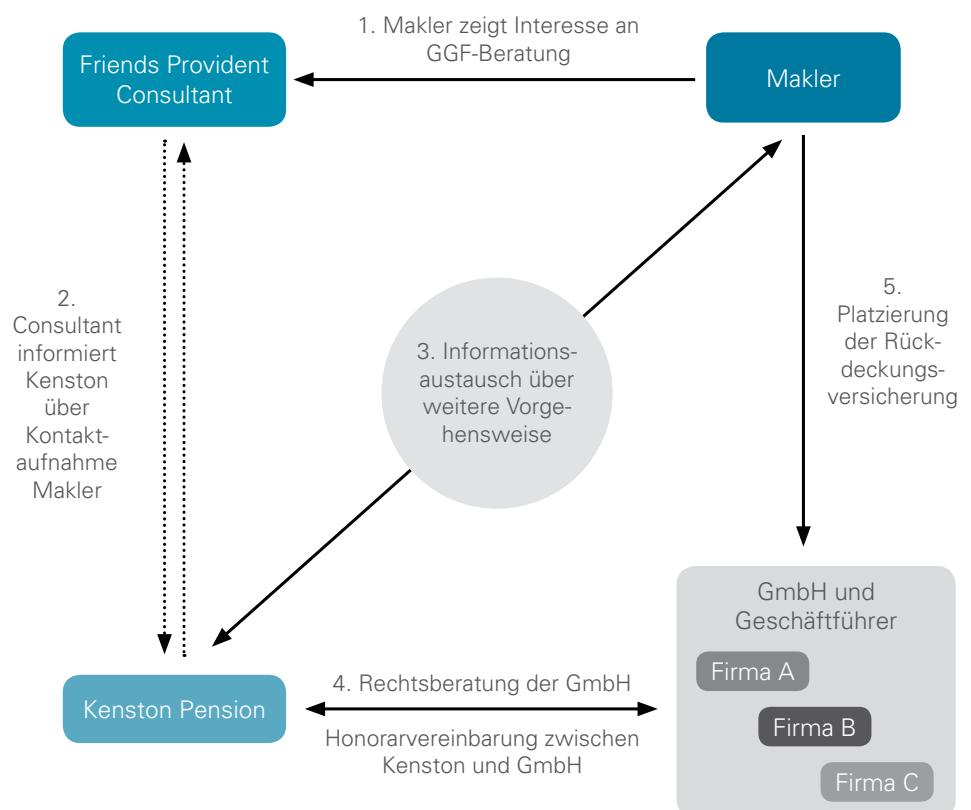 1. Makler zeigt Interesse an
GGF-Beratung
Friends Provident
Consultant
Makler
2.
Consultant
informiert
Kenston
über
Kontakt-
aufnahme
Makler
3. Informations-
austausch über
weitere Vorge-
hensweise
5.
Platzierung
der Rück-
deckungs-
versicherung
Kenston Pension
4. Rechtsberatung der GmbH
Honorarvereinbarung zwischen
Kenston und GmbH
GmbH und
Geschäftführer
Firma A
Firma B
Firma C